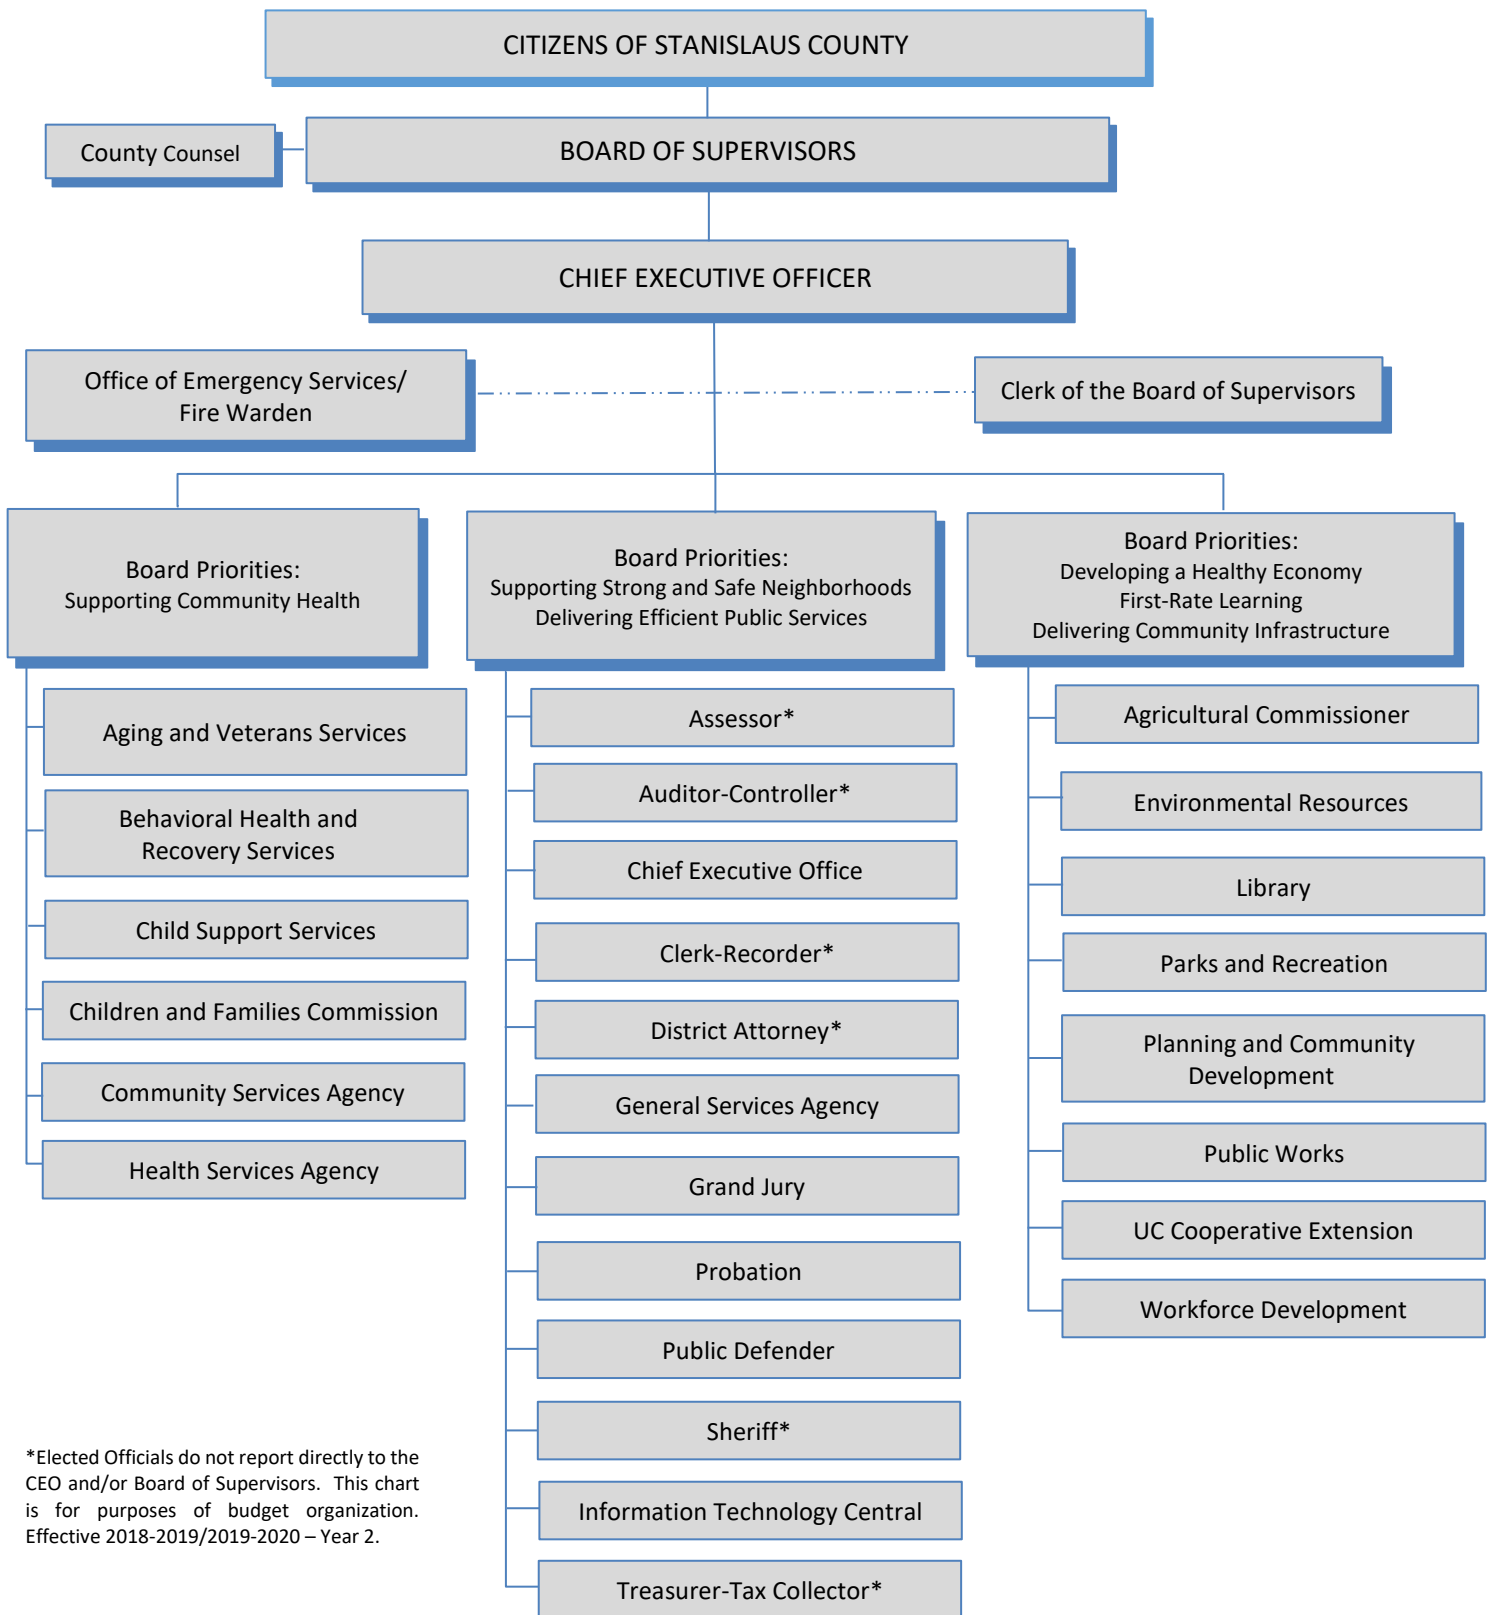 CITIZENS OF STANISLAUS COUNTY
County Counsel
BOARD OF SUPERVISORS
CHIEF EXECUTIVE OFFICER
Office of Emergency Services/
Fire Warden
Clerk of the Board of Supervisors
Board Priorities:
Supporting Community Health
Aging and Veterans Services
Behavioral Health and
Recovery Services
Child Support Services
Children and Families Commission
Community Services Agency
Health Services Agency
Board Priorities:
Supporting Strong and Safe Neighborhoods
Delivering Efficient Public Services
Assessor*
Auditor-Controller*
Chief Executive Office
Clerk-Recorder*
District Attorney*
General Services Agency
Grand Jury
Probation
Public Defender
Sheriff*
Information Technology Central
Treasurer-Tax Collector*
Board Priorities:
Developing a Healthy Economy
First-Rate Learning
Delivering Community Infrastructure
Agricultural Commissioner
Environmental Resources
Library
Parks and Recreation
Planning and Community
Development
Public Works
UC Cooperative Extension
Workforce Development
*Elected Officials do not report directly to the
CEO and/or Board of Supervisors. This chart
is for purposes of budget organization.
Effective 2018-2019/2019-2020 – Year 2.